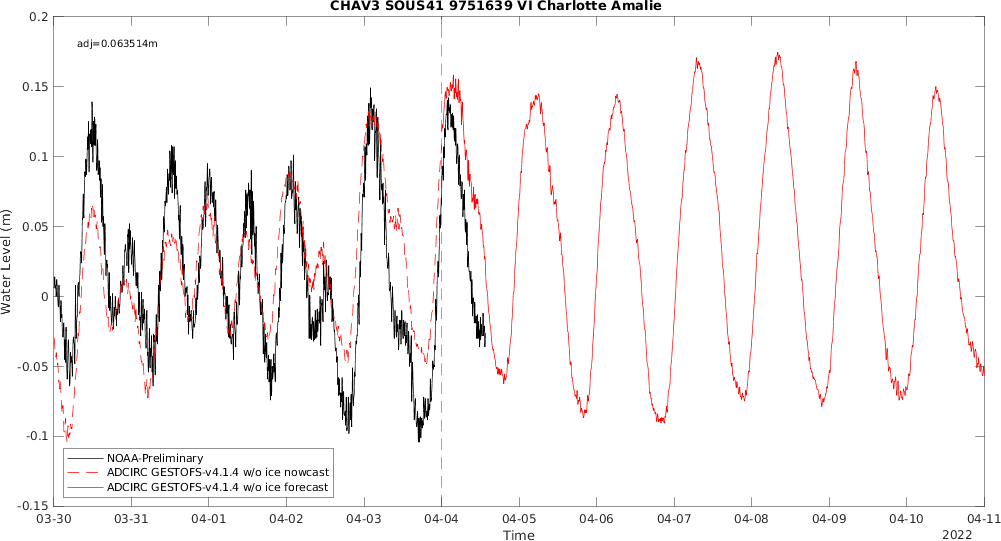 CHAV3 SOUS41 9751639 VI Charlotte Amalie
adj=0.063514m
0.2
0.15
0.1
0.05
0
-0.05
-0.1
-0.15
Water Level (m)
NOAA-Preliminary
ADCIRC GESTOFS-v4.1.4 w/o ice nowcast
ADCIRC GESTOFS-v4.1.4 w/o ice forecast
03-30 03-31 04-01 04-02 04-03 04-04 04-05 04-06 04-07 04-08 04-09 04-10 04-11
Time
2022